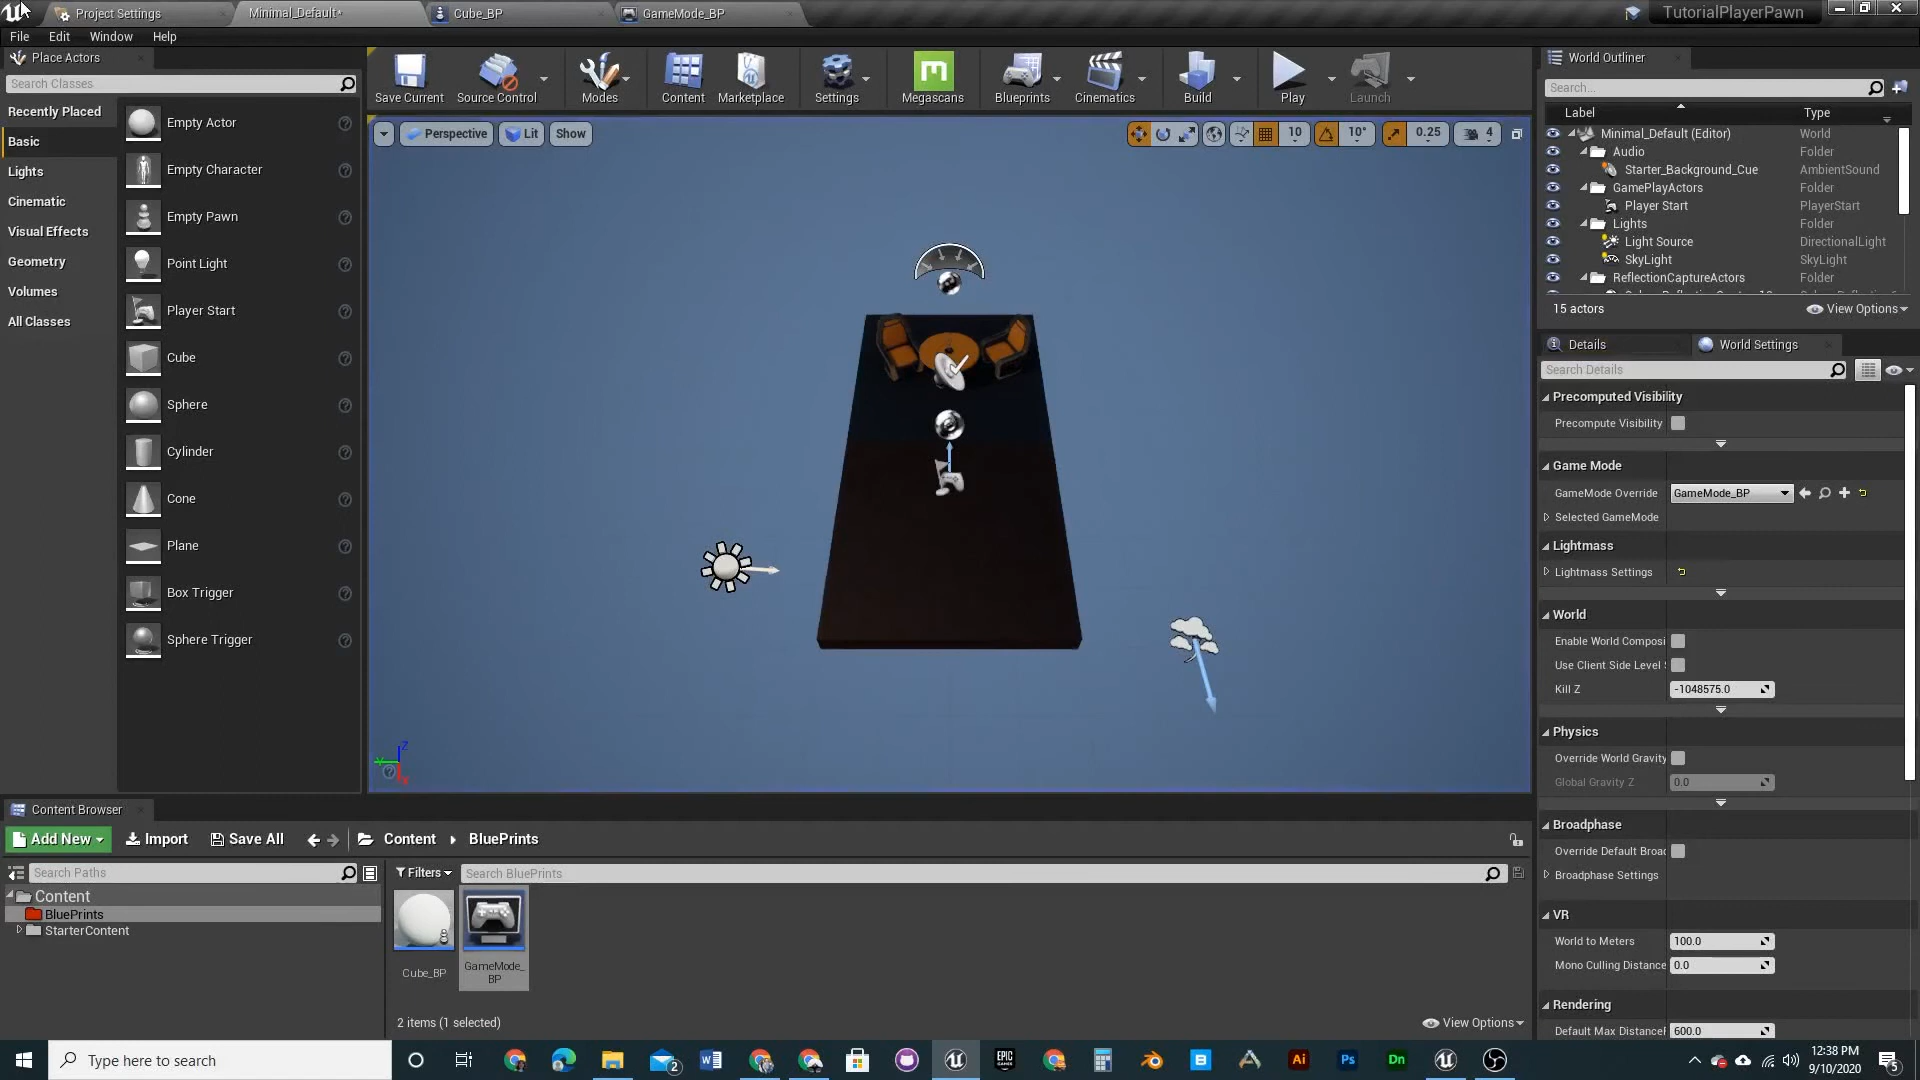 Project Settings
Minimal_Default*
Cube_BP
GameMode_BP
TutorialPlayerPawn
File
Edit
Window
Help
Place Actors
Search Classes
Recently Placed
Basic
Lights
Cinematic
Visual Effects
Geometry
Volumes
All Classes
Empty Actor
Empty Character
Empty Pawn
Point Light
Player Start
Cube
Sphere
Cylinder
Cone
Plane
Box Trigger
Sphere Trigger
Save Current
Source Control
Modes
Content
Marketplace
Settings
Megascans
Blueprints
Cinematics
Build
Play
Launch
Perspective
Lit
Show
10
10°
0.25
4
World Outliner
Search...
Label
Type
Minimal_Default (Editor)
World
Audio
Folder
Starter_Background_Cue
AmbientSound
GamePlayActors
Folder
Player Start
PlayerStart
Lights
Folder
Light Source
DirectionalLight
SkyLight
SkyLight
ReflectionCaptureActors
Folder
15 actors
View Options
Details
World Settings
Search Details
Precomputed Visibility
Precompute Visibility
Game Mode
GameMode Override
GameMode_BP
Selected GameMode
Lightmass
Lightmass Settings
World
Enable World Composi
Use Client Side Level
Kill Z
-1048575.0
Physics
Override World Gravity
Global Gravity Z
0.0
Broadphase
Override Default Broad
Broadphase Settings
VR
World to Meters
100.0
Mono Culling Distance
0.0
Rendering
Default Max DistanceF
600.0
Content Browser
Add New
Import
Save All
Content
BluePrints
Search Paths
Content
BluePrints
StarterContent
Filters
Search BluePrints
Cube_BP
GameMode_
BP
2 items (1 selected)
View Options
Type here to search
2
EPIC
GAMES
Ai
Ps
Dn
12:38 PM
9/10/2020
5